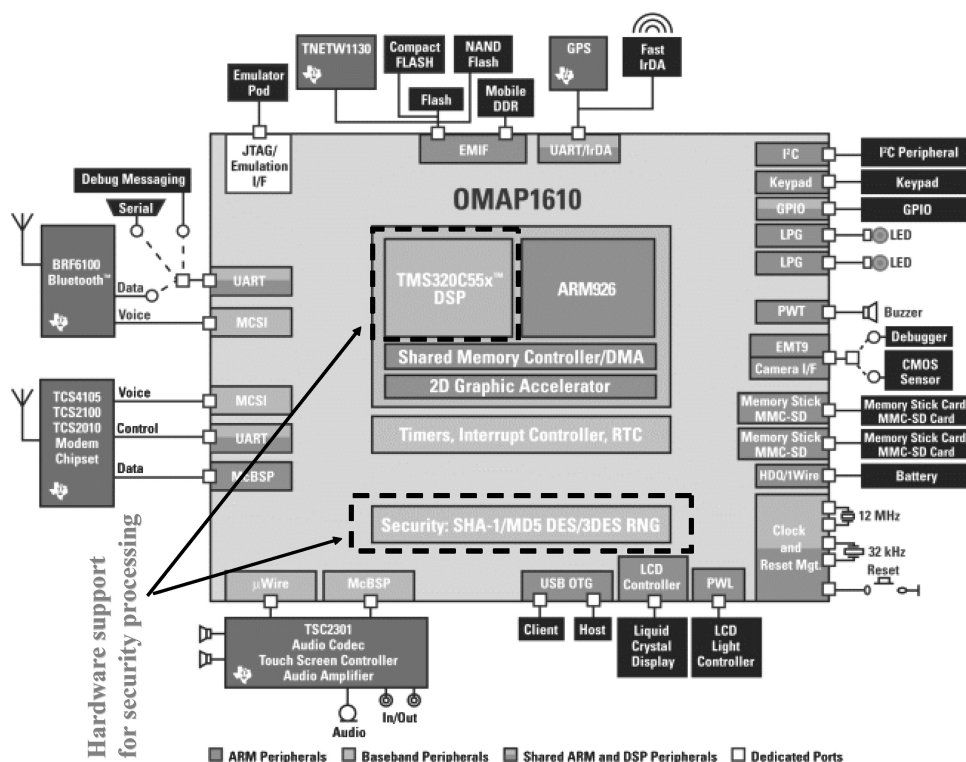 TNETW1130
Compact
FLASH
NAND
Flash
GPS
Fast
IrDA
Emulator
Pod
Flash
Mobile
DDR
JTAG/
Emulation
I/F
EMIF
UART/IrDA
I²C
I²C Peripheral
Debug Messaging
OMAP1610
Keypad
Keypad
Serial
GPIO
GPIO
LPG
LED
BRF6100
Bluetooth™
LPG
LED
Data
UART
TMS320C55x™
DSP
ARM926
Voice
MCSI
PWT
Buzzer
EMT9
Debugger
Shared Memory Controller/DMA
Camera I/F
CMOS
Sensor
2D Graphic Accelerator
TCS4105
TCS2100
TCS2010
Modem
Chipset
Voice
MCSI
Memory Stick
MMC-SD
Memory Stick Card
MMC-SD Card
Control
UART
Timers, Interrupt Controller, RTC
Memory Stick
MMC-SD
Memory Stick Card
MMC-SD Card
Data
McBSP
HDQ/1Wire
Battery
Security: SHA-1/MD5 DES/3DES RNG
Clock
and
Reset Mgt.
12 MHz
32 kHz
Reset
Hardware support
for security processing
µWire
McBSP
USB OTG
LCD
Controller
PWL
TSC2301
Audio Codec
Touch Screen Controller
Audio Amplifier
Client
Host
Liquid
Crystal
Display
LCD
Light
Controller
Audio
In/Out
ARM Peripherals
Baseband Peripherals
Shared ARM and DSP Peripherals
Dedicated Ports